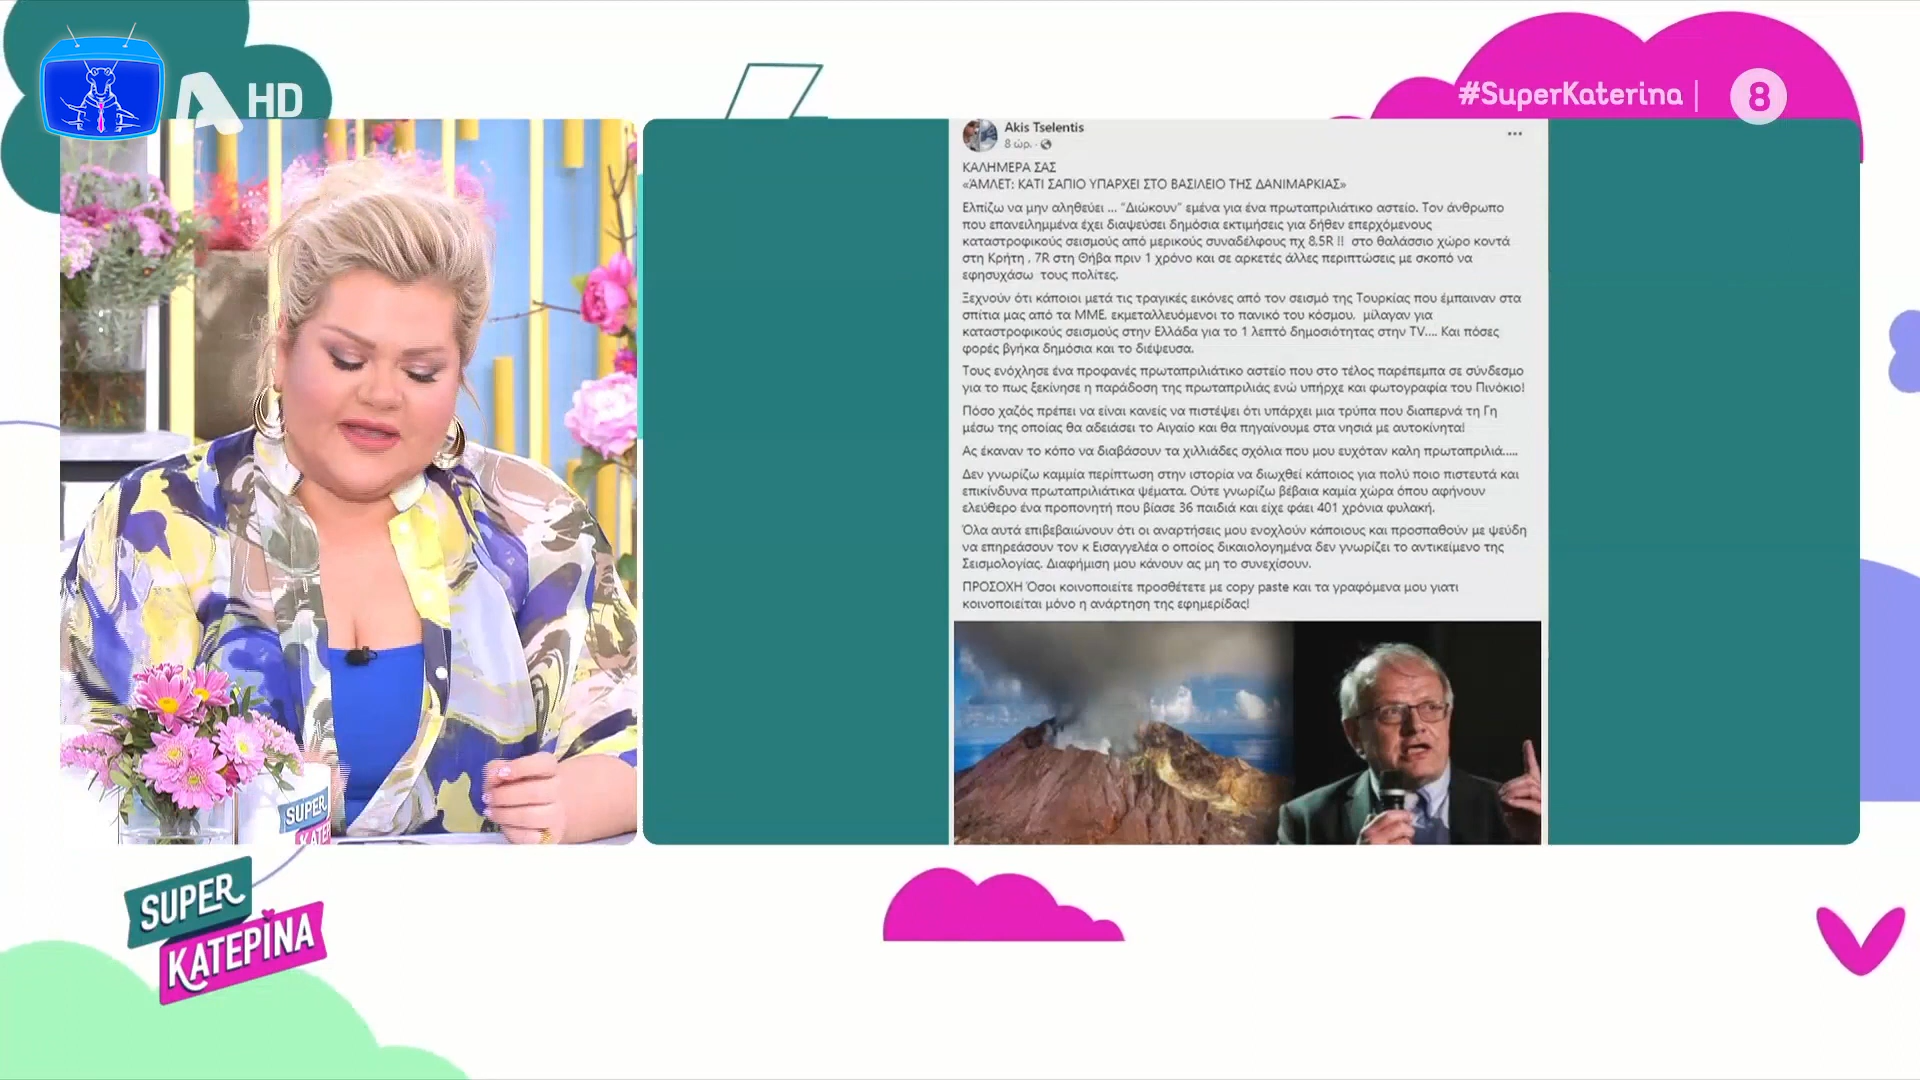 HD
#SuperKaterina
8
Akis Tselentis
8 ώρ. ·
ΚΑΛΗΜΕΡΑ ΣΑΣ
«ΆΜΛΕΤ: ΚΑΤΙ ΣΑΠΙΟ ΥΠΑΡΧΕΙ ΣΤΟ ΒΑΣΙΛΕΙΟ ΤΗΣ ΔΑΝΙΜΑΡΚΙΑΣ»
Ελπίζω να μην αληθεύει ... “Διώκουν” εμένα για ένα πρωταπριλιάτικο αστείο. Τον άνθρωπο
που επανειλημμένα έχει διαψεύσει δημόσια εκτιμήσεις για δήθεν επερχόμενους
καταστροφικούς σεισμούς από μερικούς συναδέλφους πχ 8.5R !! στο θαλάσσιο χώρο κοντά
στη Κρήτη , 7R στη Θήβα πριν 1 χρόνο και σε αρκετές άλλες περιπτώσεις με σκοπό να
εφησυχάσω τους πολίτες.
Ξεχνούν ότι κάποιοι μετά τις τραγικές εικόνες από τον σεισμό της Τουρκίας που έμπαιναν στα
σπίτια μας από τα ΜΜΕ, εκμεταλλευόμενοι το πανικό του κόσμου, μίλαγαν για
καταστροφικούς σεισμούς στην Ελλάδα για το 1 λεπτό δημοσιότητας στην TV.... Και πόσες
φορές βγήκα δημόσια και το διέψευσα.
Τους ενόχλησε ένα προφανές πρωταπριλιάτικο αστείο που στο τέλος παρέπεμπα σε σύνδεσμο
για το πως ξεκίνησε η παράδοση της πρωταπριλιάς ενώ υπήρχε και φωτογραφία του Πινόκιο!
Πόσο χαζός πρέπει να είναι κανείς να πιστέψει ότι υπάρχει μια τρύπα που διαπερνά τη Γη
μέσω της οποίας θα αδειάσει το Αιγαίο και θα πηγαίνουμε στα νησιά με αυτοκίνητα!
Ας έκαναν το κόπο να διαβάσουν τα χιλλιάδες σχόλια που μου ευχόταν καλη πρωταπριλιά.....
Δεν γνωρίζω καμμία περίπτωση στην ιστορία να διωχθεί κάποιος για πολύ ποιο πιστευτά και
επικίνδυνα πρωταπριλιάτικα ψέματα. Ούτε γνωρίζω βέβαια καμία χώρα όπου αφήνουν
ελεύθερο ένα προπονητή που βίασε 36 παιδιά και είχε φάει 401 χρόνια φυλακή.
Όλα αυτά επιβεβαιώνουν ότι οι αναρτήσεις μου ενοχλούν κάποιους και προσπαθούν με ψεύδη
να επηρεάσουν τον κ Εισαγγελέα ο οποίος δικαιολογημένα δεν γνωρίζει το αντικείμενο της
Σεισμολογίας. Διαφήμιση μου κάνουν ας μη το συνεχίσουν.
ΠΡΟΣΟΧΗ Όσοι κοινοποιείτε προσθέτετε με copy paste και τα γραφόμενα μου γιατι
κοινοποιείται μόνο η ανάρτηση της εφημερίδας!
SUPER
ΚΑΤΕΡ
SUPER
ΚΑΤΕΡΙΝΑ